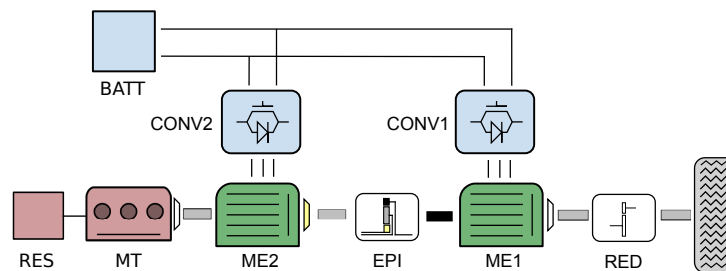 BATT
CONV2
CONV1
RES
MT
ME2
EPI
ME1
RED